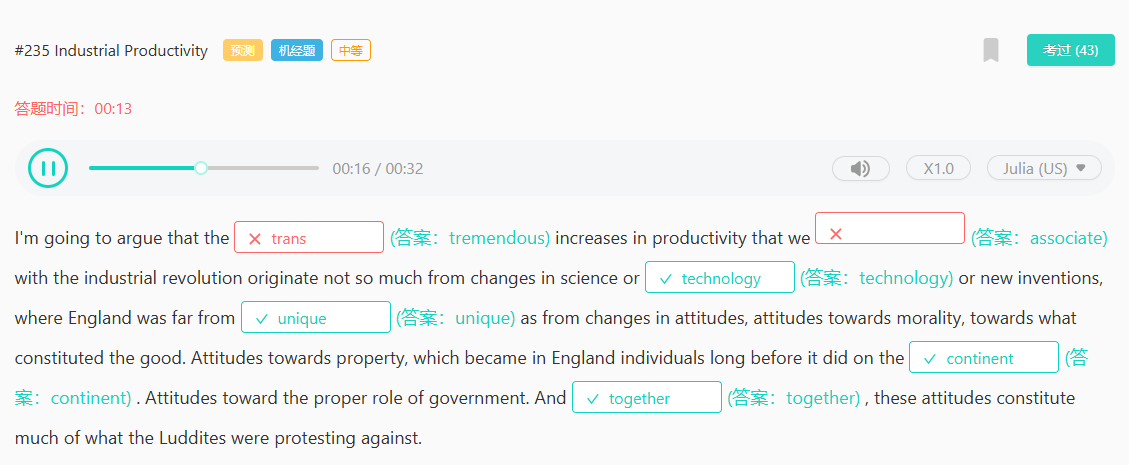 #235 Industrial Productivity 预测 机经题 中等 考过 (43)
答题时间：00:13
00:16 / 00:32 X1.0 Julia (US)
I'm going to argue that the trans (答案：tremendous) increases in productivity that we (答案：associate)
with the industrial revolution originate not so much from changes in science or technology (答案：technology) or new inventions,
where England was far from unique (答案：unique) as from changes in attitudes, attitudes towards morality, towards what
constituted the good. Attitudes towards property, which became in England individuals long before it did on the continent (答
案：continent) . Attitudes toward the proper role of government. And together (答案：together) , these attitudes constitute
much of what the Luddites were protesting against.